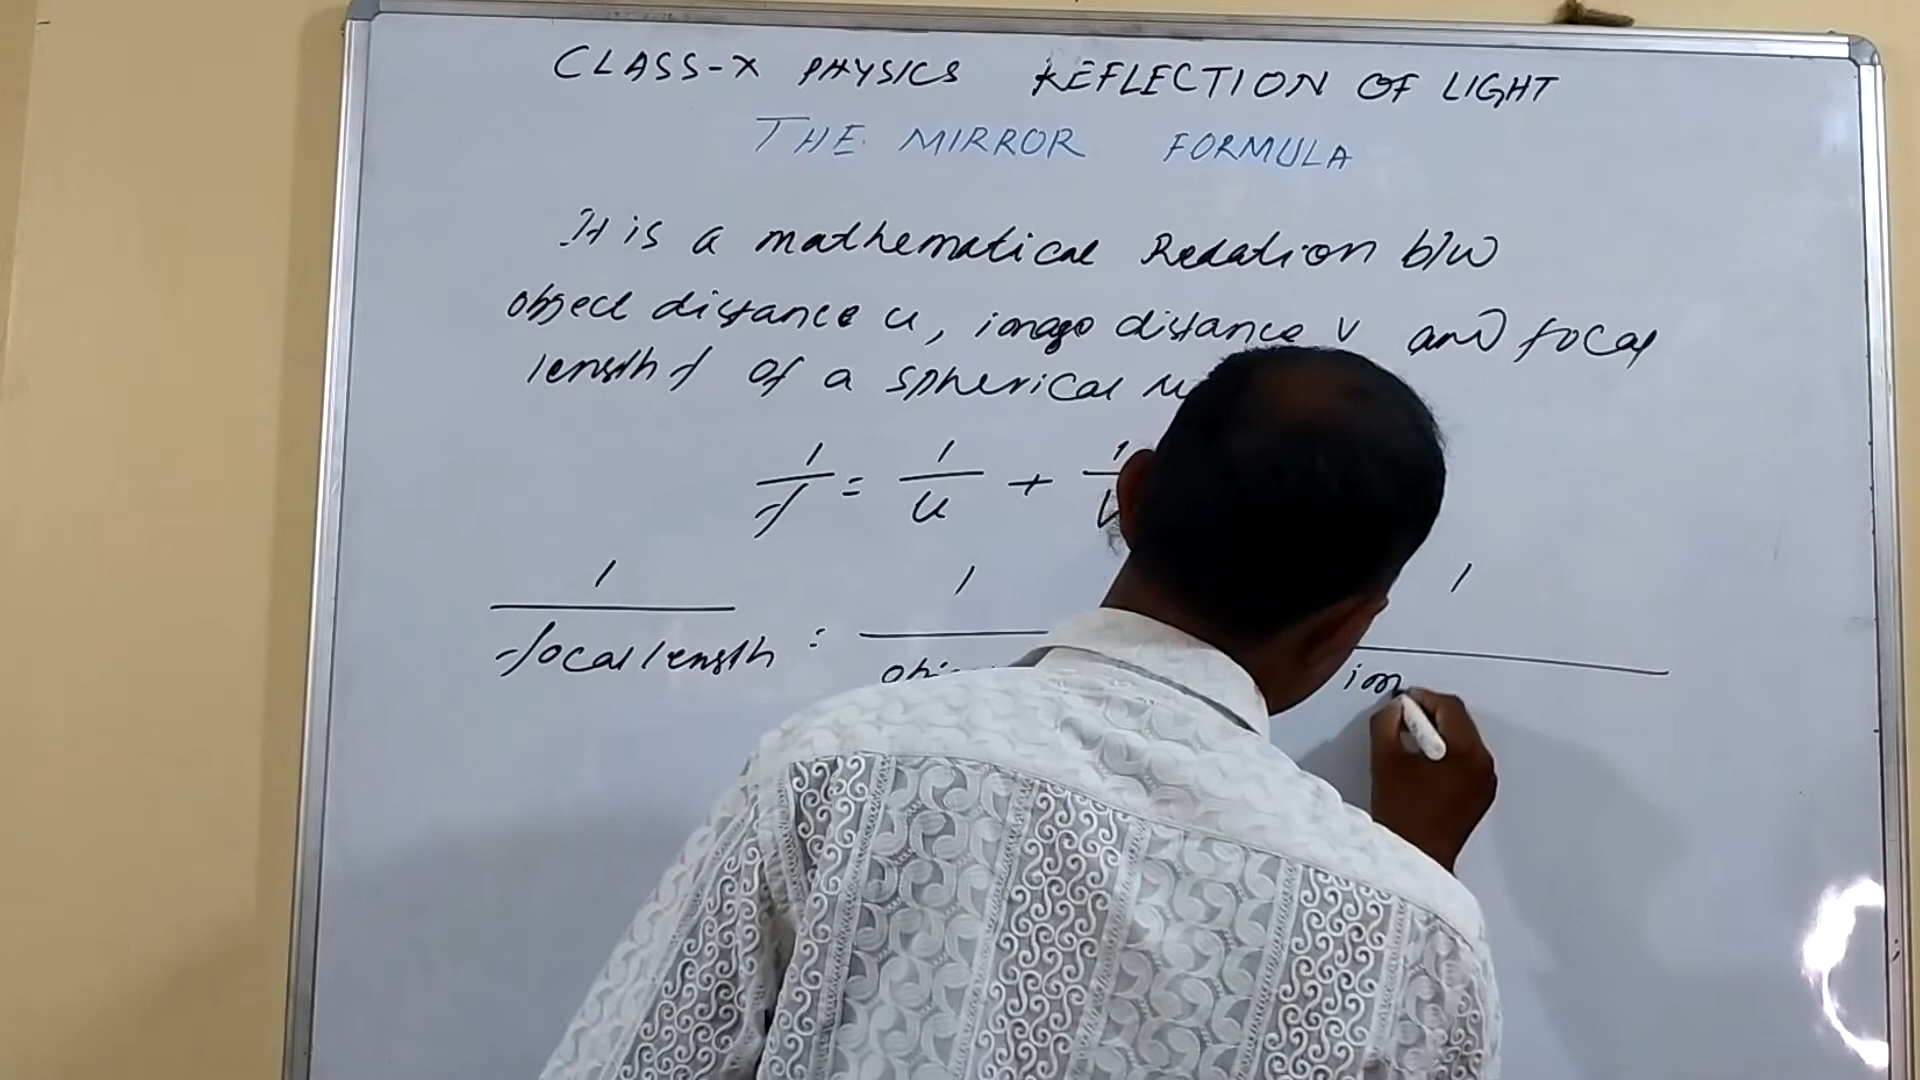 CLASS-X PHYSICS REFLECTION OF LIGHT
THE MIRROR FORMULA
It is a mathematical Relation b/w
object distance u, image distance v and focal
length f of a spherical
1/f = 1/u + 1/v
1/focal length = 1/ 1/